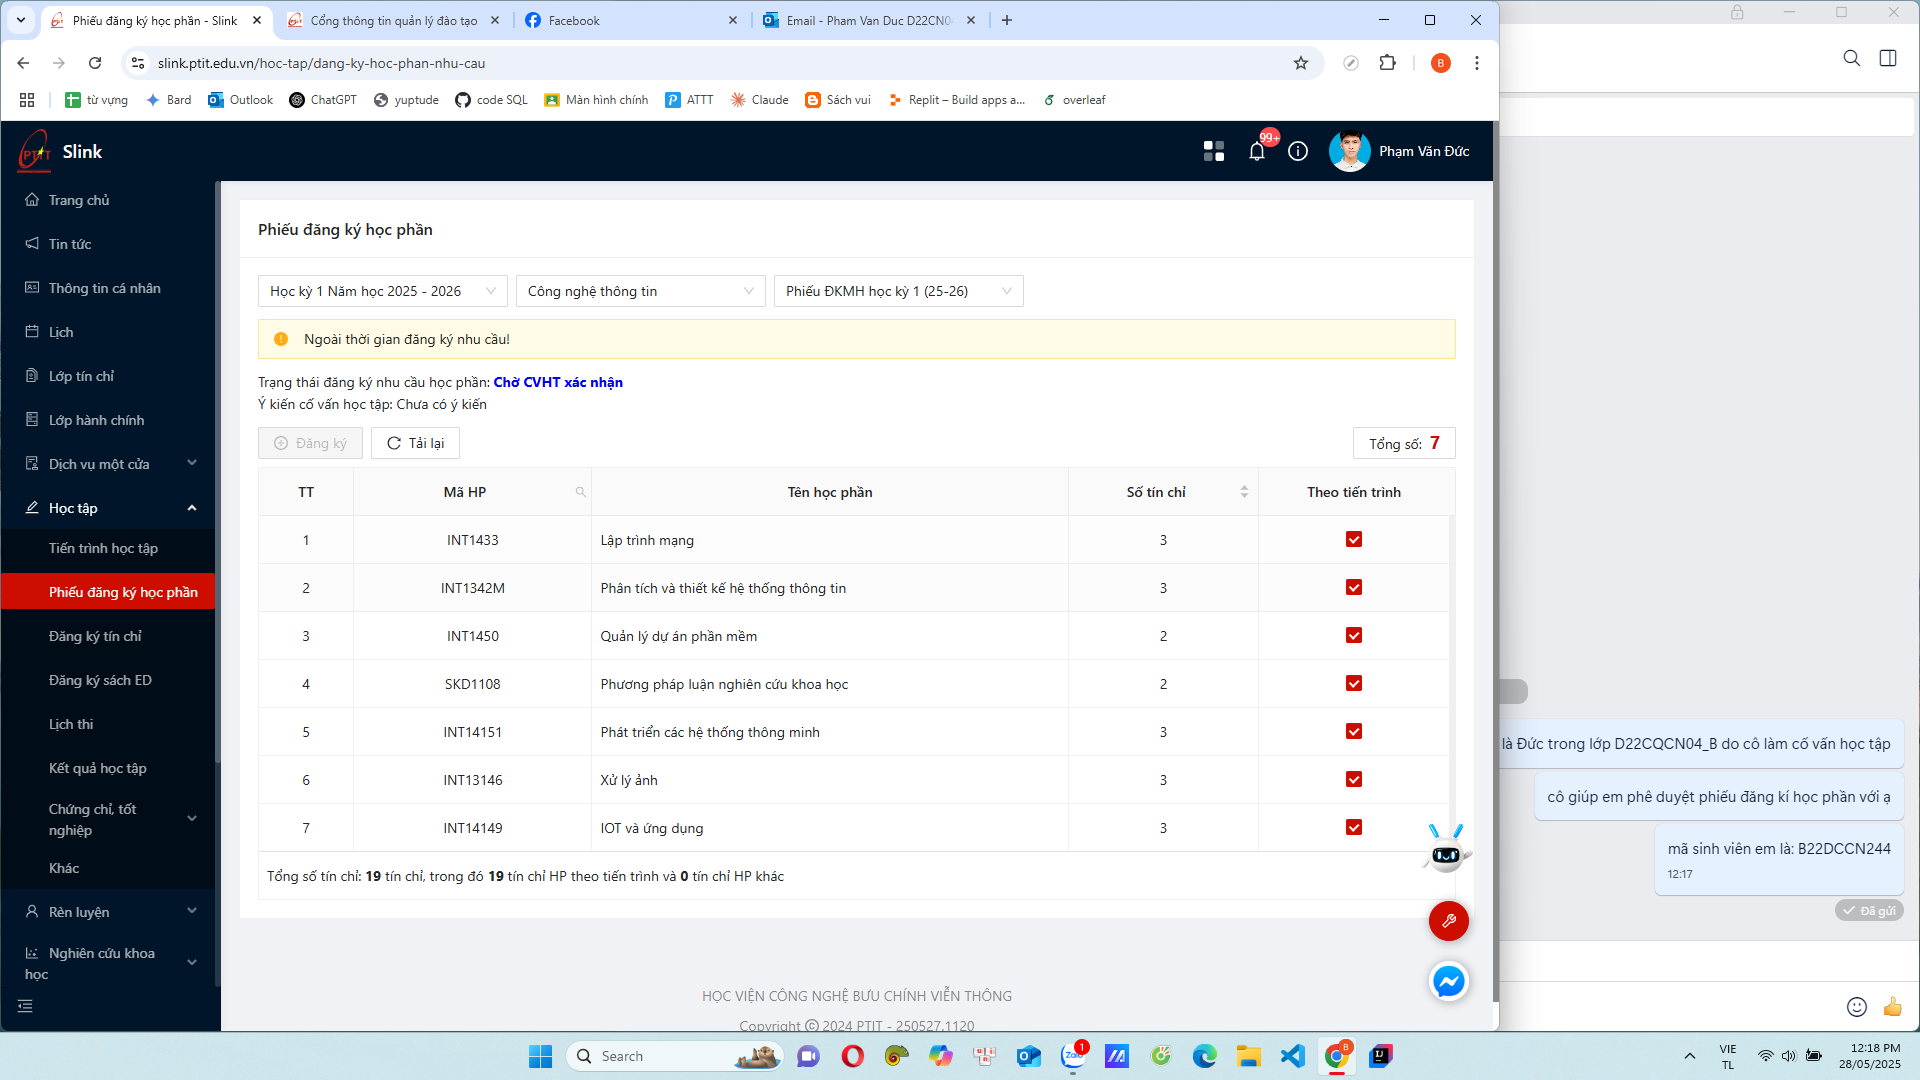 Phiếu đăng ký học phần - Slink
Cổng thông tin quản lý đào tạo
Facebook
Email - Pham Van Duc D22CN0
slink.ptit.edu.vn/hoc-tap/dang-ky-hoc-phan-nhu-cau
B
từ vựng
Bard
Outlook
ChatGPT
yuptude
code SQL
Màn hình chính
ATTT
Claude
Sách vui
Replit – Build apps a...
overleaf
PTIT
Slink
99+
Phạm Văn Đức
Trang chủ
Tin tức
Thông tin cá nhân
Lịch
Lớp tín chỉ
Lớp hành chính
Dịch vụ một cửa
Học tập
Tiến trình học tập
Phiếu đăng ký học phần
Đăng ký tín chỉ
Đăng ký sách ED
Lịch thi
Kết quả học tập
Chứng chỉ, tốt
nghiệp
Khác
Rèn luyện
Nghiên cứu khoa
học
Phiếu đăng ký học phần
Học kỳ 1 Năm học 2025 - 2026
Công nghệ thông tin
Phiếu ĐKMH học kỳ 1 (25-26)
Ngoài thời gian đăng ký nhu cầu!
Trạng thái đăng ký nhu cầu học phần: Chờ CVHT xác nhận
Ý kiến cố vấn học tập: Chưa có ý kiến
Đăng ký
Tải lại
Tổng số: 7
TT Mã HP Tên học phần Số tín chỉ Theo tiến trình
1 INT1433 Lập trình mạng 3
2 INT1342M Phân tích và thiết kế hệ thống thông tin 3
3 INT1450 Quản lý dự án phần mềm 2
4 SKD1108 Phương pháp luận nghiên cứu khoa học 2
5 INT14151 Phát triển các hệ thống thông minh 3
6 INT13146 Xử lý ảnh 3
7 INT14149 IOT và ứng dụng 3
Tổng số tín chỉ: 19 tín chỉ, trong đó 19 tín chỉ HP theo tiến trình và 0 tín chỉ HP khác
HỌC VIỆN CÔNG NGHỆ BƯU CHÍNH VIỄN THÔNG
Copyright © 2024 PTIT - 250527.1120
là Đức trong lớp D22CQCN04_B do cô làm cố vấn học tập
cô giúp em phê duyệt phiếu đăng kí học phần với ạ
mã sinh viên em là: B22DCCN244
12:17
Đã gửi
Search
Zalo
1
B
VIE
TL
12:18 PM
28/05/2025